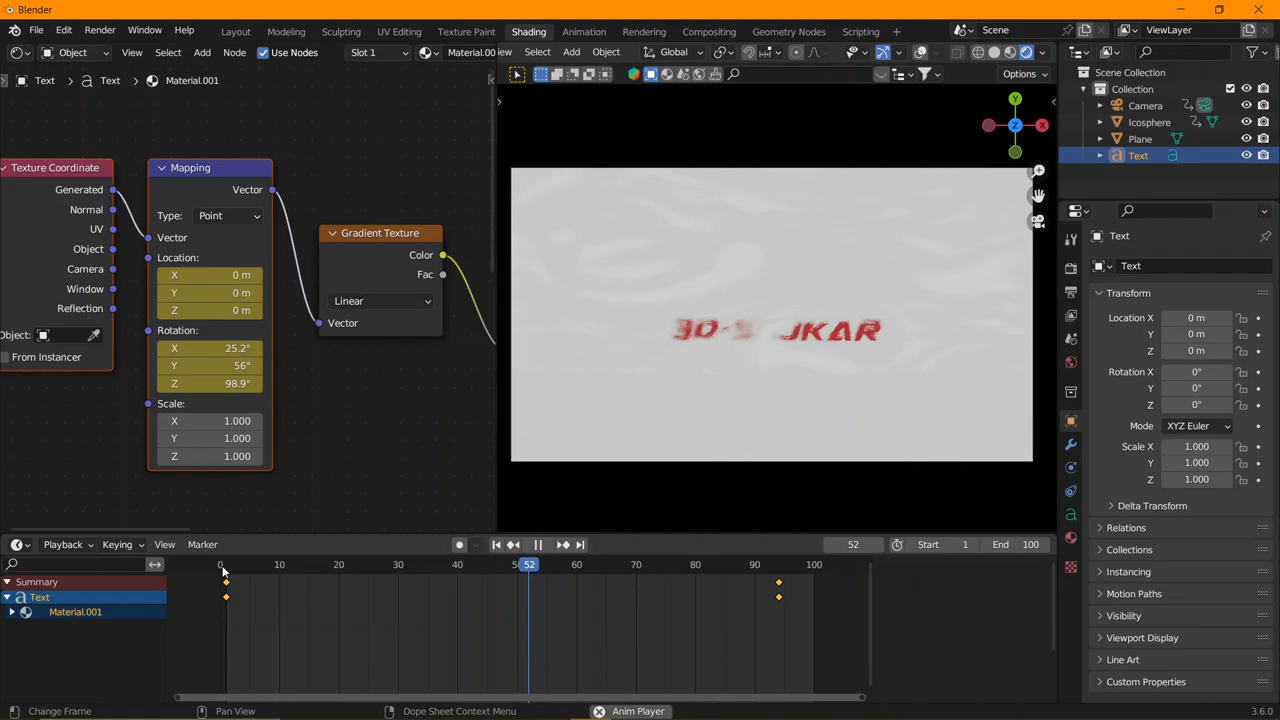 Blender
File Edit Render Window Help Layout Modeling Sculpting UV Editing Texture Pain Shading Animation Rendering Compositing Geometry Nodes Scripting Scene ViewLayer
Object View Select Add Node Use Nodes Slot 1 Material.00 View Select Add Object Global
Text Text Material.001 Options
Scene Collection
Collection
Camera
Icosphere
Plane
Text
Texture Coordinate
Generated
Normal
UV
Object
Camera
Window
Reflection
Object:
From Instancer
Mapping
Vector
Type: Point
Vector
Location:
X 0 m
Y 0 m
Z 0 m
Rotation:
X 25.2°
Y 56°
Z 98.9°
Scale:
X 1.000
Y 1.000
Z 1.000
Gradient Texture
Color
Fac
Linear
Vector
Y
Z X
JKAR
Text
Text
Transform
Location X 0 m
Y 0 m
Z 0 m
Rotation X 0°
Y 0°
Z 0°
Mode XYZ Euler
Scale X 1.000
Y 1.000
Z 1.000
Delta Transform
Relations
Collections
Instancing
Motion Paths
Visibility
Viewport Display
Line Art
Custom Properties
Playback Keying View Marker 52 Start 1 End 100
0 10 20 30 40 5 52 60 70 80 90 100
Summary
Text
Material.001
Change Frame Pan View Dope Sheet Context Menu Anim Player 3.6.0